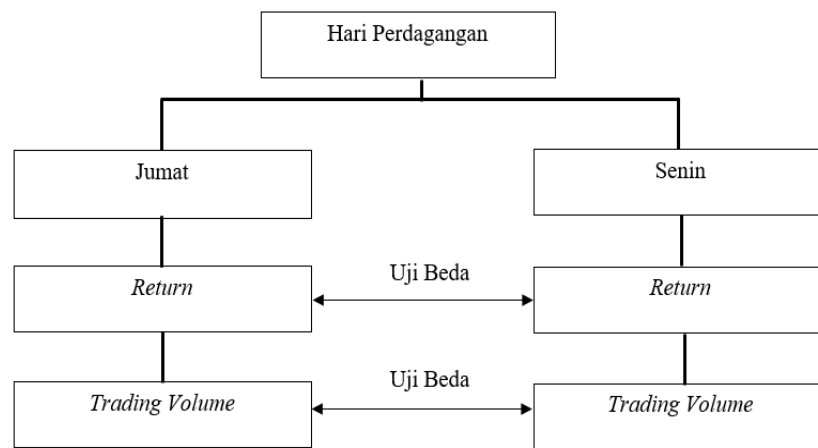 Hari Perdagangan
Jumat
Senin
Return
Uji Beda
Return
Trading Volume
Uji Beda
Trading Volume